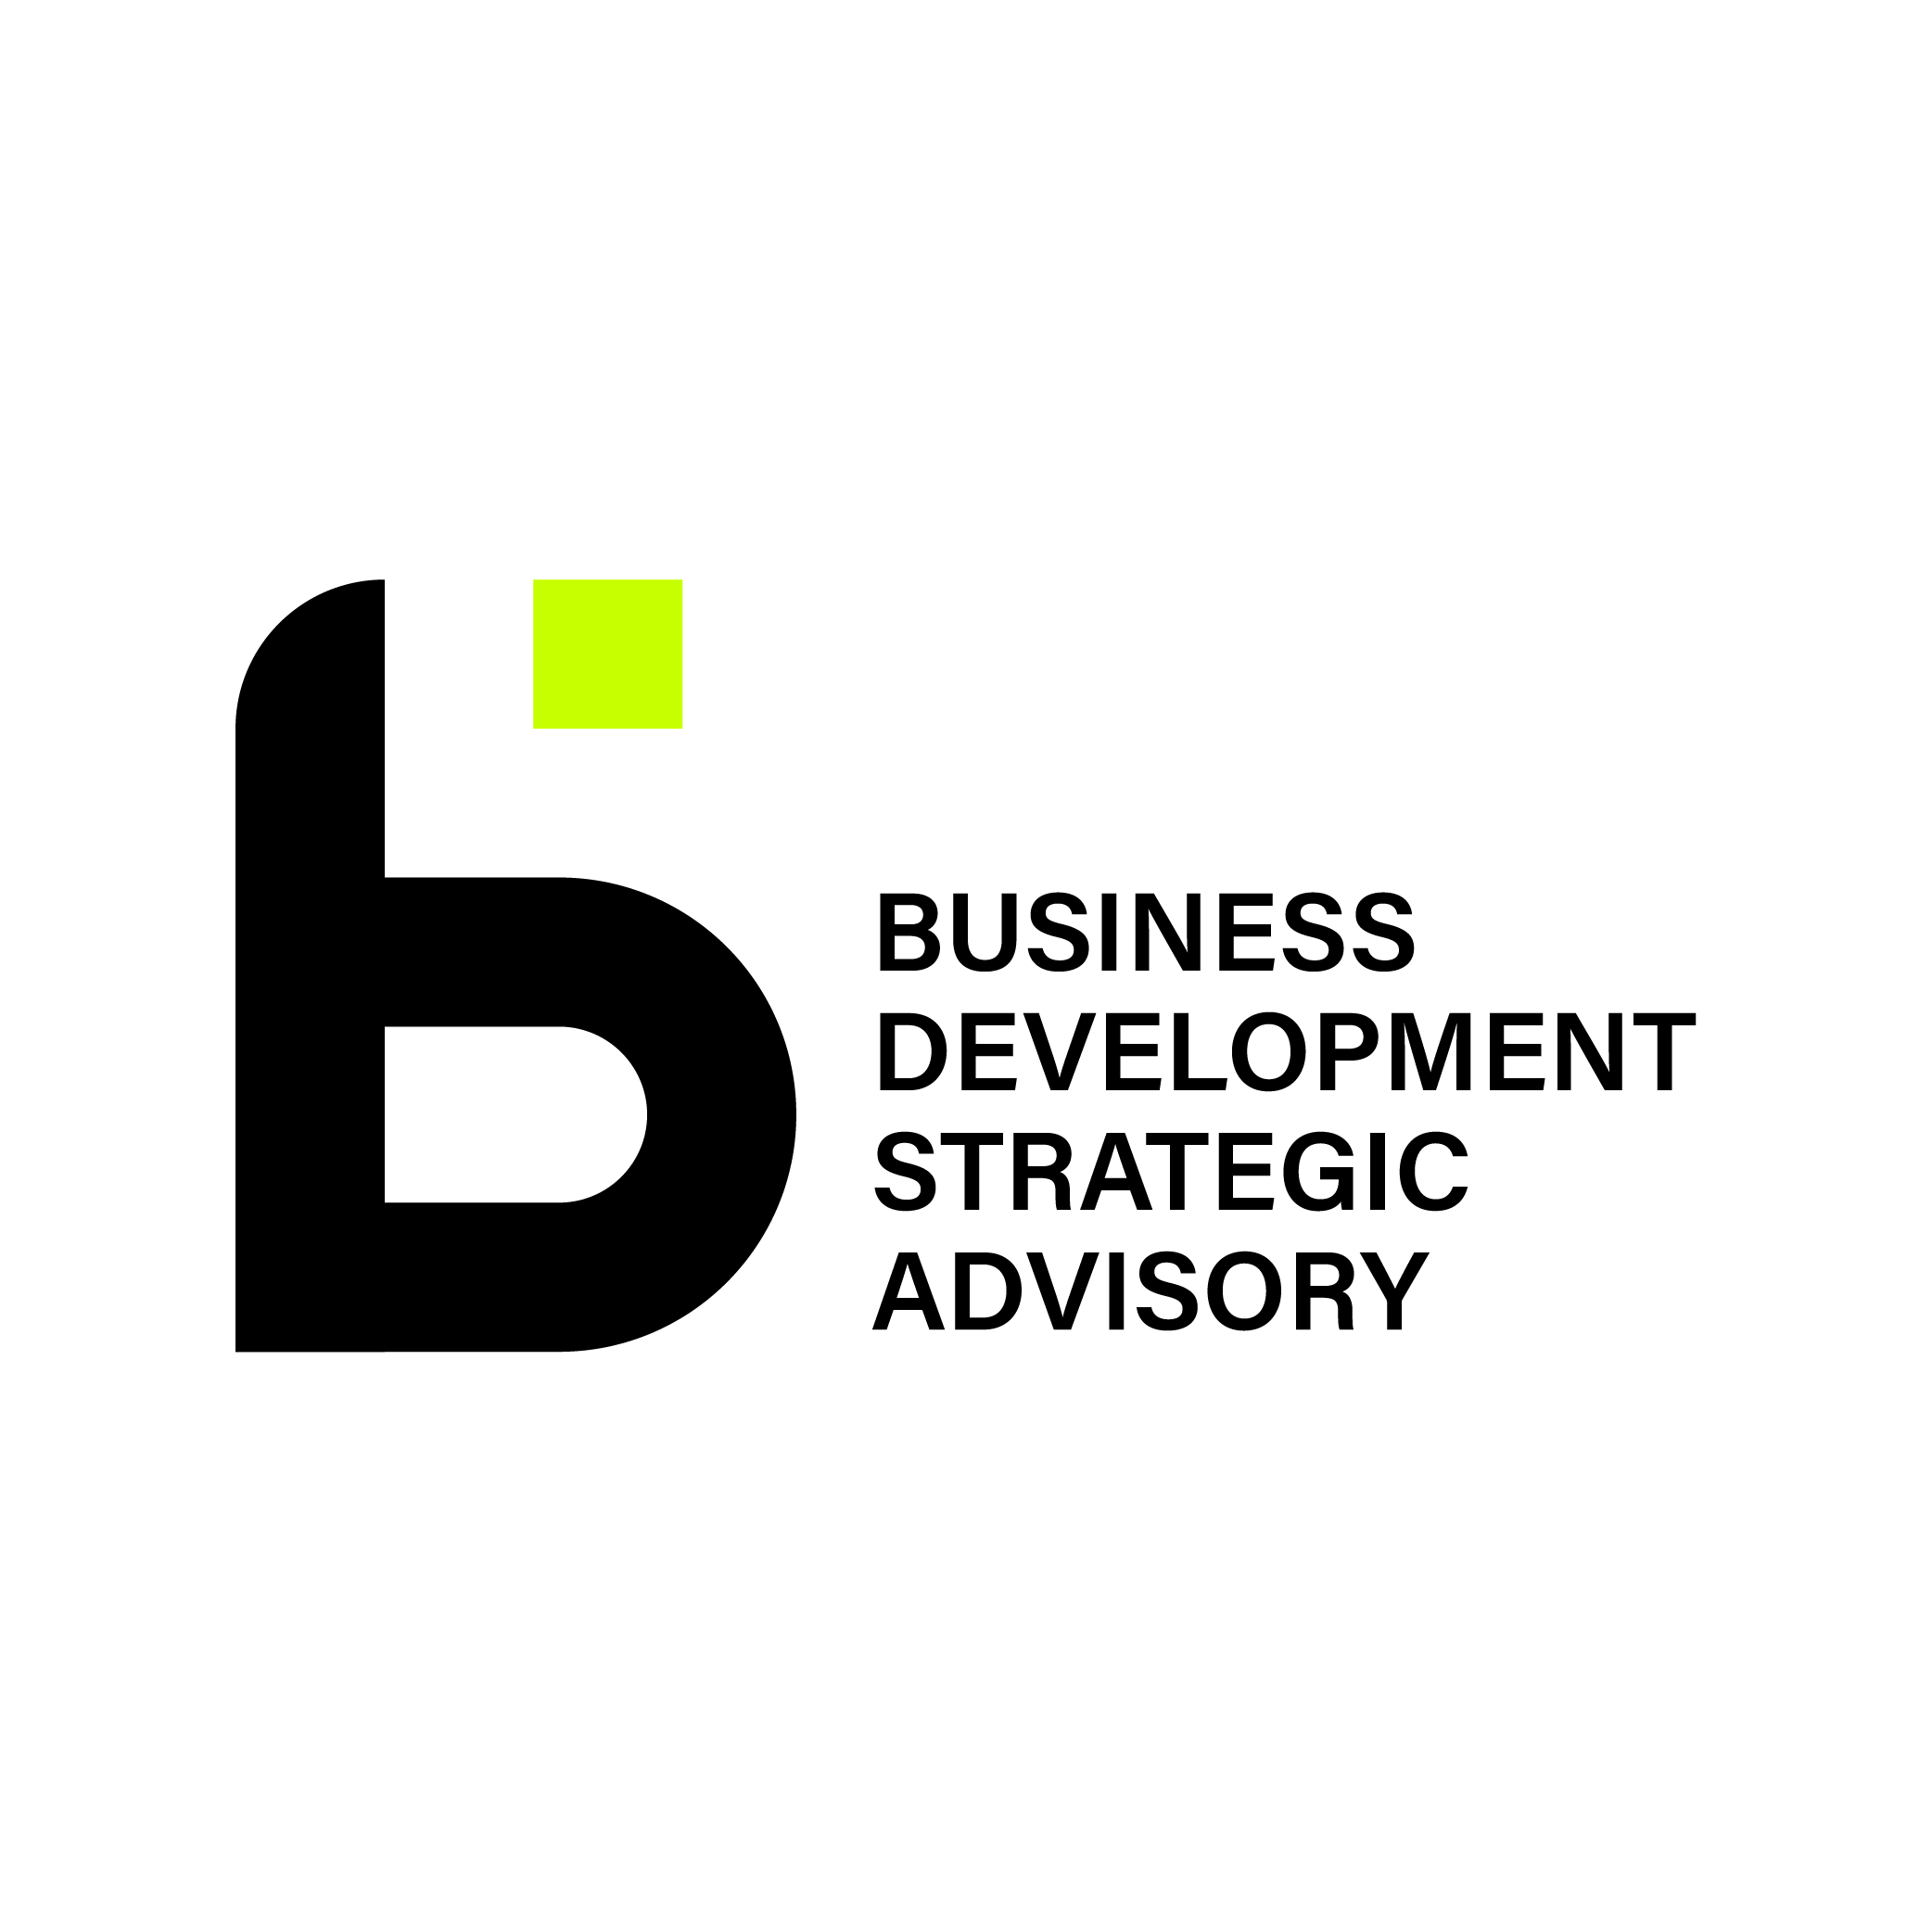 b
BUSINESS
DEVELOPMENT
STRATEGIC
ADVISORY